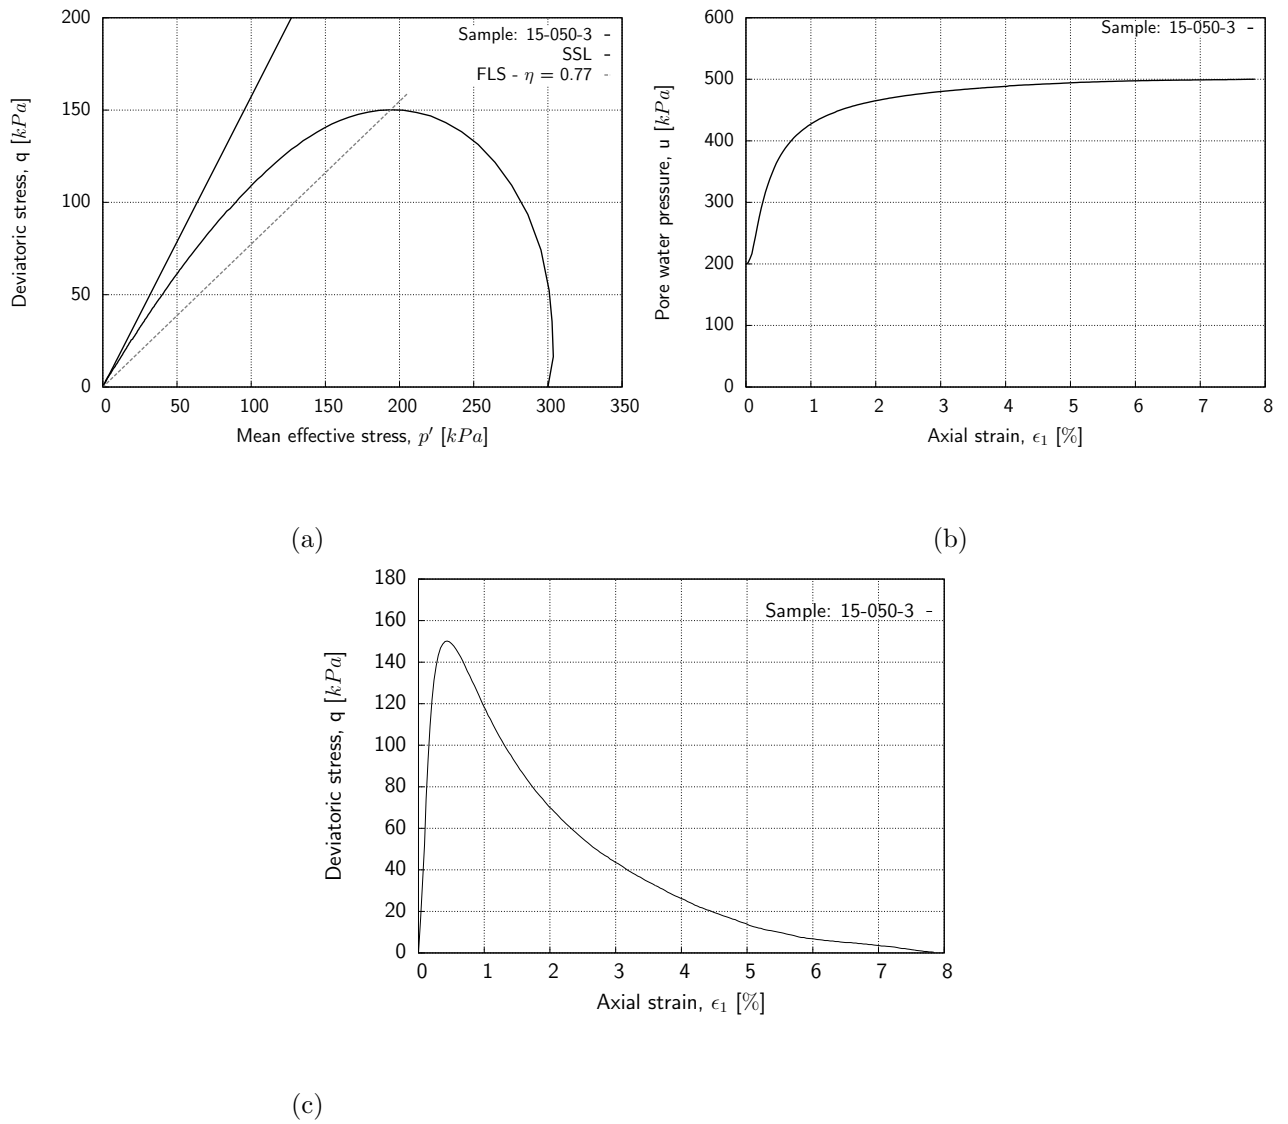 200
150
100
50
0
0 50 100 150 200 250 300 350
Deviatoric stress, q [kPa]
Mean effective stress, p′ [kPa]
Sample: 15-050-3
SSL
FLS - η = 0.77
(a)
600
500
400
300
200
100
0
0 1 2 3 4 5 6 7 8
Pore water pressure, u [kPa]
Axial strain, ϵ₁ [%]
Sample: 15-050-3
(b)
180
160
140
120
100
80
60
40
20
0
0 1 2 3 4 5 6 7 8
Deviatoric stress, q [kPa]
Axial strain, ϵ₁ [%]
Sample: 15-050-3
(c)